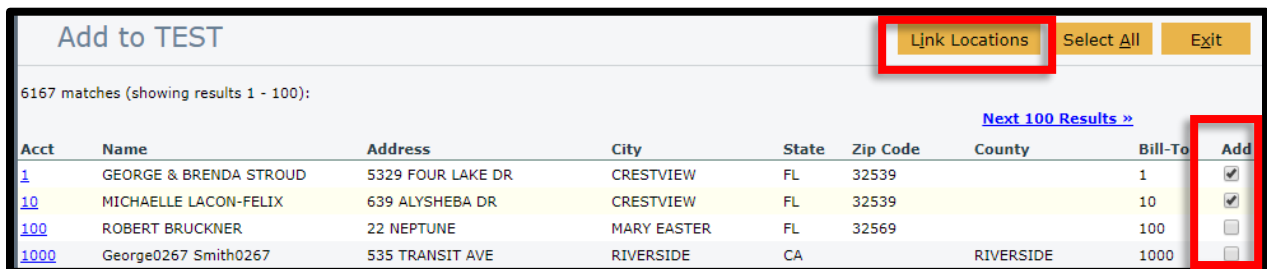 Add to TEST Link Locations Select All Exit
6167 matches (showing results 1 - 100):
Next 100 Results »
Acct Name Address City State Zip Code County Bill-To Add
1 GEORGE & BRENDA STROUD 5329 FOUR LAKE DR CRESTVIEW FL 32539 1
10 MICHAELLE LACON-FELIX 639 ALYSHEBA DR CRESTVIEW FL 32539 10
100 ROBERT BRUCKNER 22 NEPTUNE MARY EASTER FL 32569 100
1000 George0267 Smith0267 535 TRANSIT AVE RIVERSIDE CA RIVERSIDE 1000